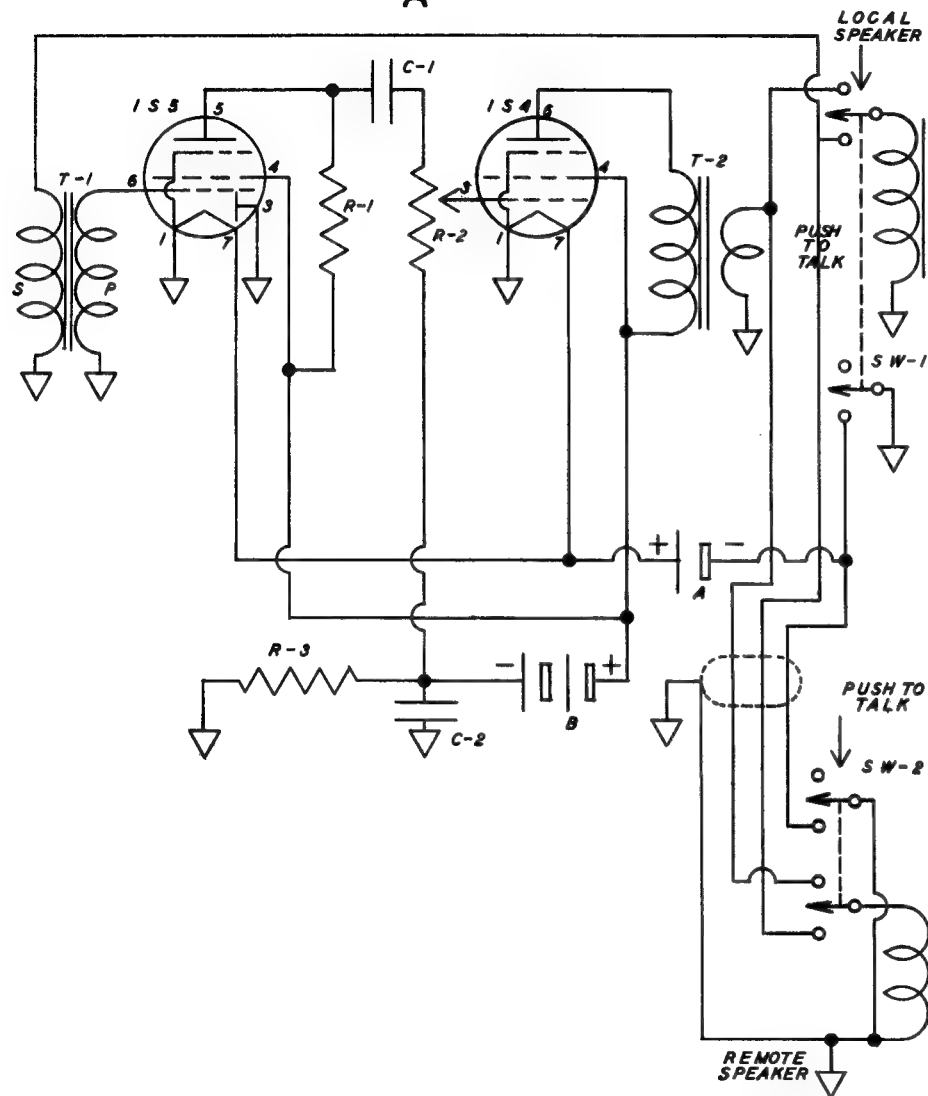 LOCAL
SPEAKER
C-1
1S5
5
1S4
6
T-1
6
4
T-2
3
3
4
R-1
R-2
PUSH
TO
TALK
1
7
1
7
S
P
SW-1
+
-
A
R-3
-
+
B
C-2
PUSH TO
TALK
SW-2
REMOTE
SPEAKER